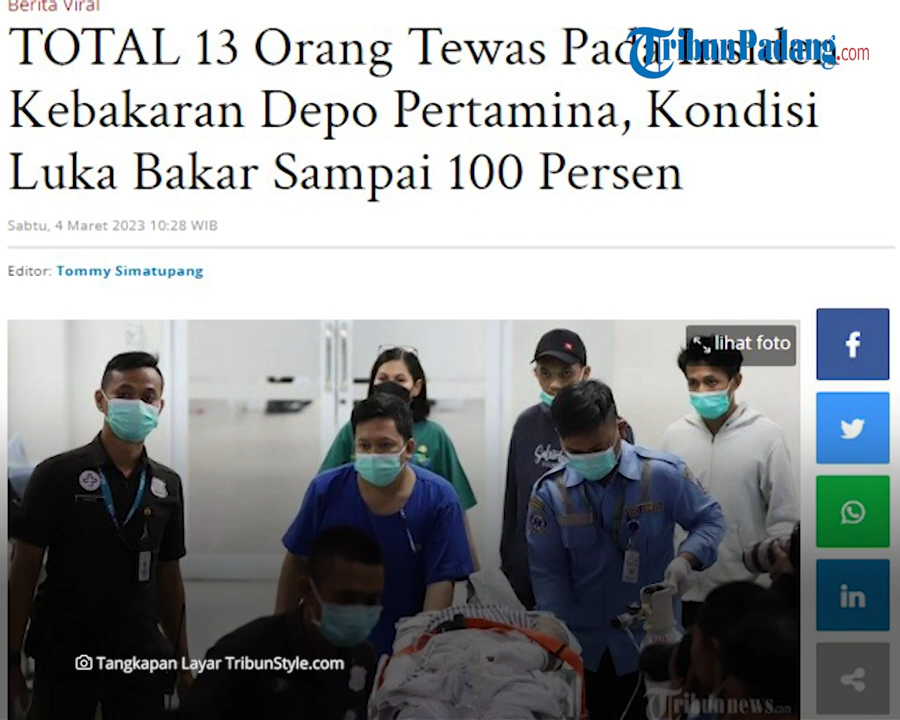 Berita Viral
TOTAL 13 Orang Tewas Pada Insiden
TribunPadang.com
Kebakaran Depo Pertamina, Kondisi
Luka Bakar Sampai 100 Persen
Sabtu, 4 Maret 2023 10:28 WIB
Editor: Tommy Simatupang
lihat foto
Tangkapan Layar TribunStyle.com
Tribunnews.com